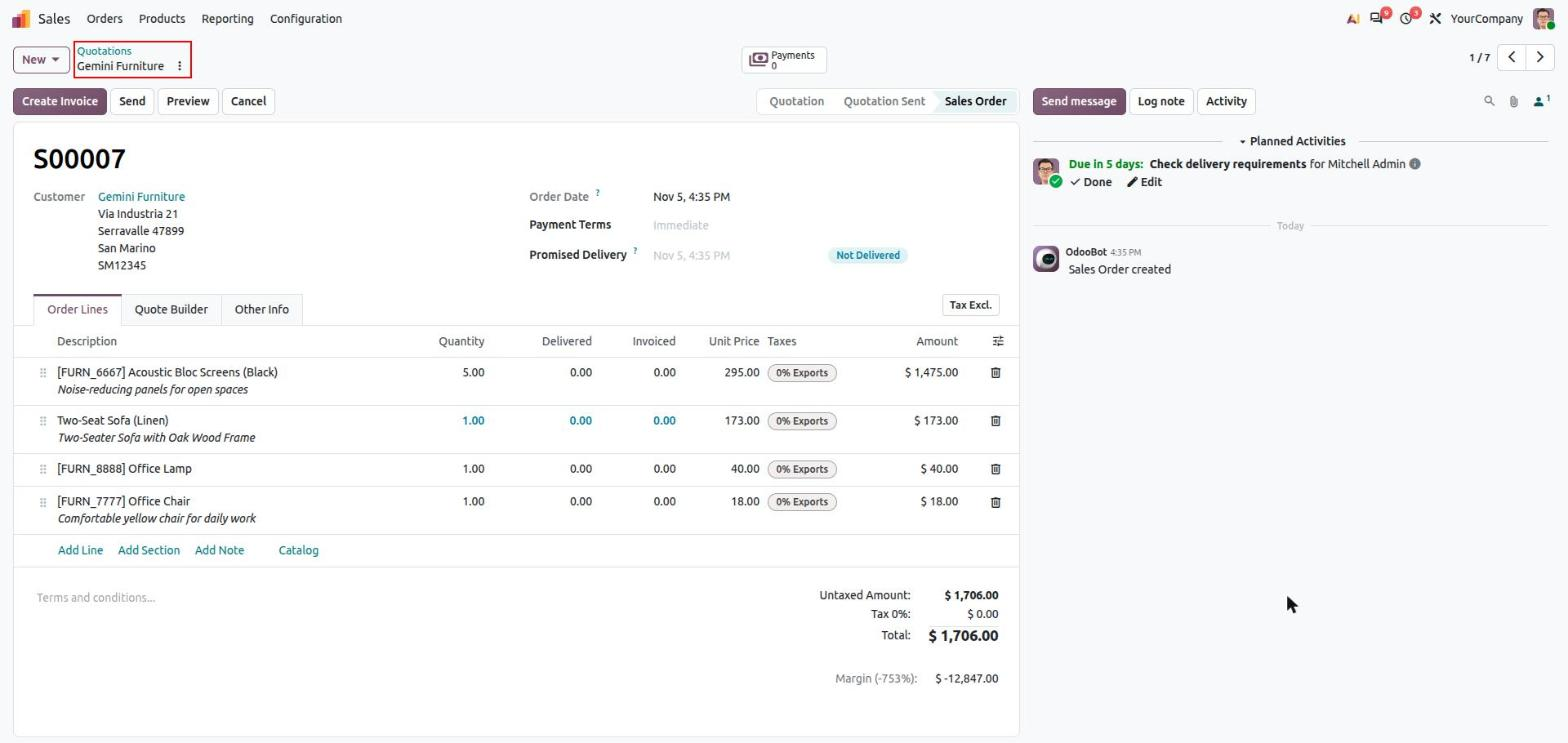 Sales Orders Products Reporting Configuration
AI 9 3 YourCompany
New Quotations
Gemini Furniture
Payments
0
1 / 7
Create Invoice Send Preview Cancel
Quotation Quotation Sent Sales Order
Send message Log note Activity 1
S00007
Customer Gemini Furniture
Via Industria 21
Serravalle 47899
San Marino
SM12345
Order Date ? Nov 5, 4:35 PM
Payment Terms Immediate
Promised Delivery ? Nov 5, 4:35 PM Not Delivered
Order Lines Quote Builder Other Info Tax Excl.
Description Quantity Delivered Invoiced Unit Price Taxes Amount
[FURN_6667] Acoustic Bloc Screens (Black) 5.00 0.00 0.00 295.00 0% Exports $ 1,475.00
Noise-reducing panels for open spaces
Two-Seat Sofa (Linen) 1.00 0.00 0.00 173.00 0% Exports $ 173.00
Two-Seater Sofa with Oak Wood Frame
[FURN_8888] Office Lamp 1.00 0.00 0.00 40.00 0% Exports $ 40.00
[FURN_7777] Office Chair 1.00 0.00 0.00 18.00 0% Exports $ 18.00
Comfortable yellow chair for daily work
Add Line Add Section Add Note Catalog
Terms and conditions...
Untaxed Amount: $ 1,706.00
Tax 0%: $ 0.00
Total: $ 1,706.00
Margin (-753%): $ -12,847.00
Planned Activities
Due in 5 days: Check delivery requirements for Mitchell Admin
Done Edit
Today
OdooBot 4:35 PM
Sales Order created